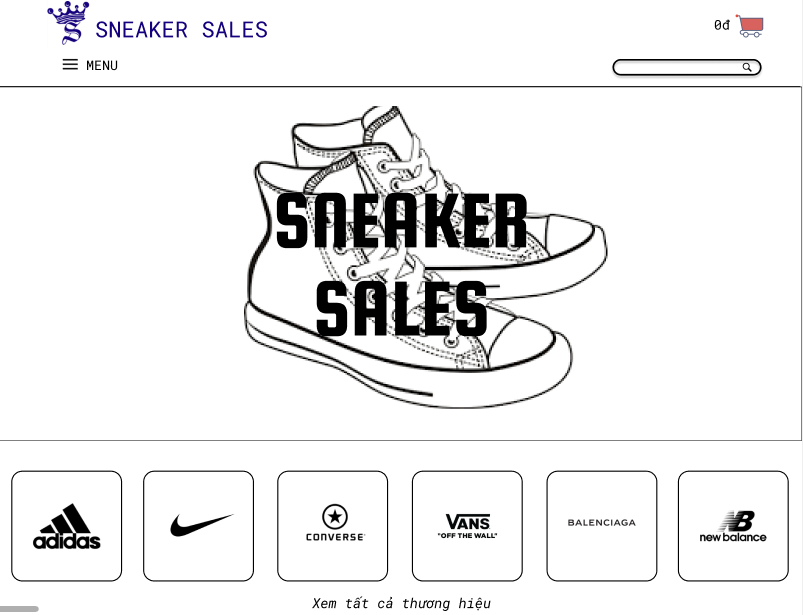 SNEAKER SALES
0đ
MENU
SNEAKER
SALES
adidas
CONVERSE
VANS
"OFF THE WALL"
BALENCIAGA
NB
new balance
Xem tất cả thương hiệu